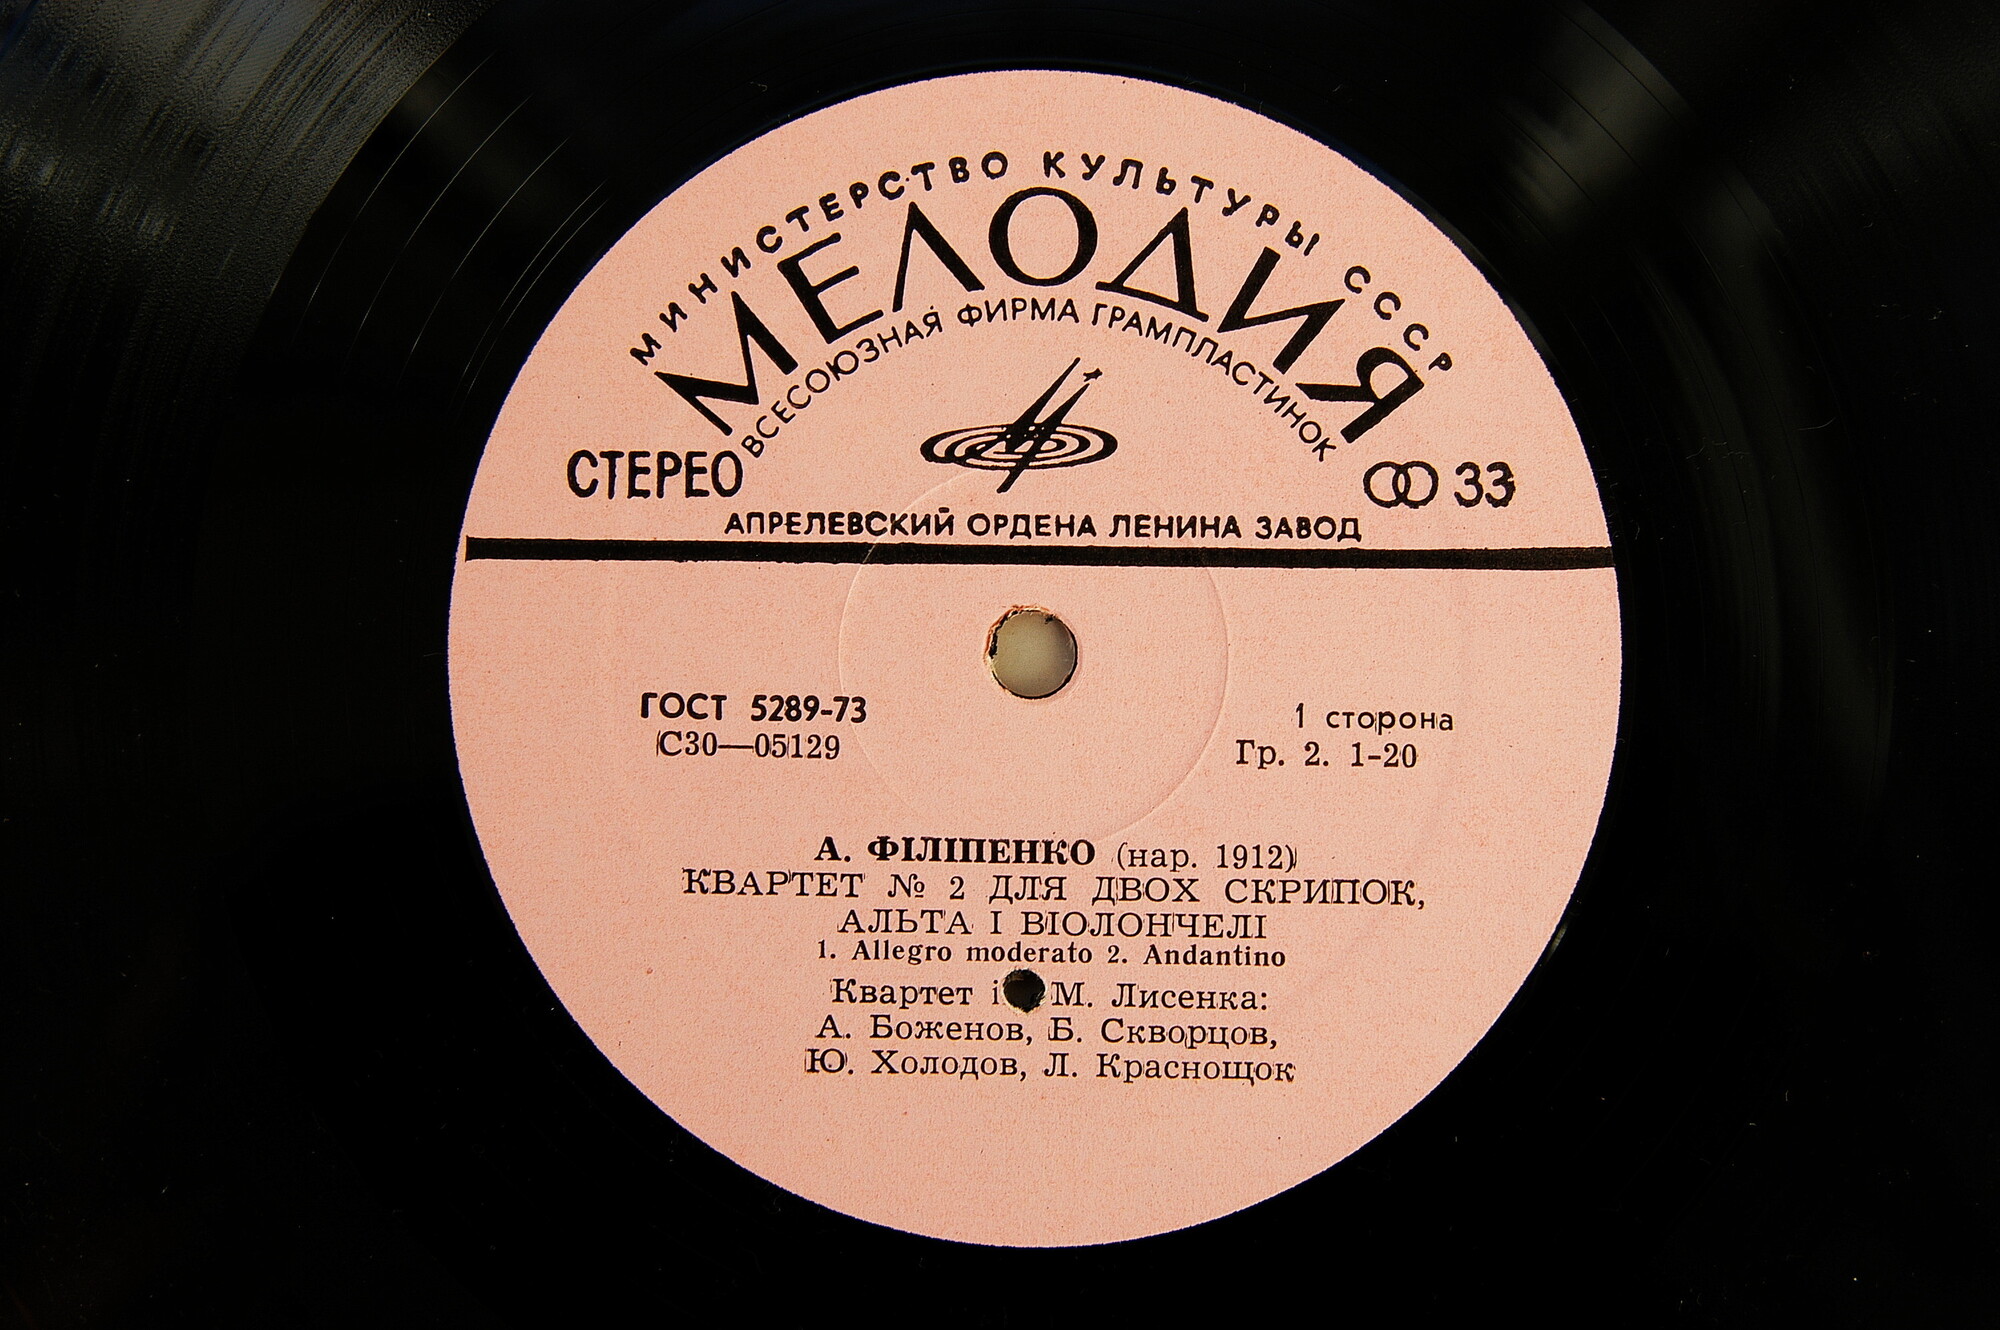 МИНИСТЕРСТВО КУЛЬТУРЫ СССР
МЕЛОДИЯ
ВСЕСОЮЗНАЯ ФИРМА ГРАМПЛАСТИНОК
СТЕРЕО
33
АПРЕЛЕВСКИЙ ОРДЕНА ЛЕНИНА ЗАВОД
ГОСТ 5289-73
1 сторона
С30—05129
Гр. 2. 1-20
А. ФІЛІПЕНКО (нар. 1912)
КВАРТЕТ № 2 ДЛЯ ДВОХ СКРИПОК,
АЛЬТА І ВІОЛОНЧЕЛІ
1. Allegro moderato 2. Andantino
Квартет М. Лисенка:
А. Боженов, Б. Скворцов,
Ю. Холодов, Л. Краснощок